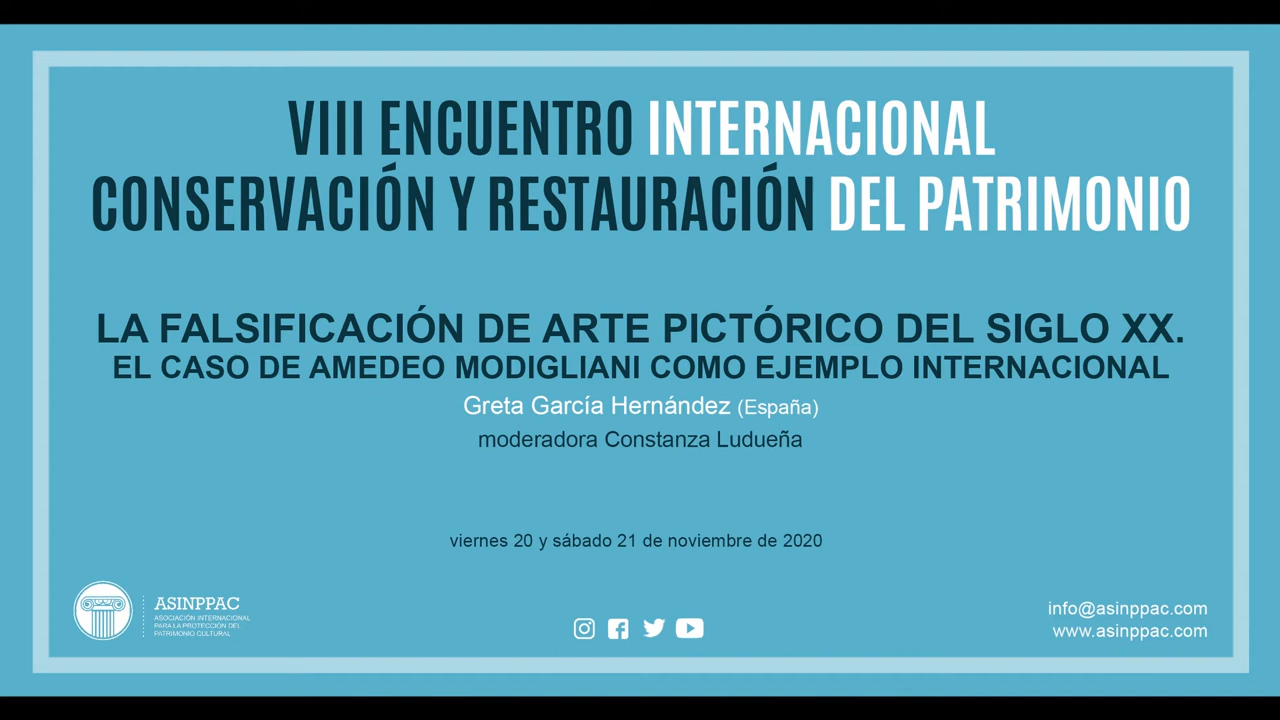 VIII ENCUENTRO INTERNACIONAL
CONSERVACIÓN Y RESTAURACIÓN DEL PATRIMONIO
LA FALSIFICACIÓN DE ARTE PICTÓRICO DEL SIGLO XX.
EL CASO DE AMEDEO MODIGLIANI COMO EJEMPLO INTERNACIONAL
Greta García Hernández (España)
moderadora Constanza Ludueña
viernes 20 y sábado 21 de noviembre de 2020
ASINPPAC
ASOCIACIÓN INTERNACIONAL
PARA LA PROTECCIÓN DEL
PATRIMONIO CULTURAL
info@asinppac.com
www.asinppac.com